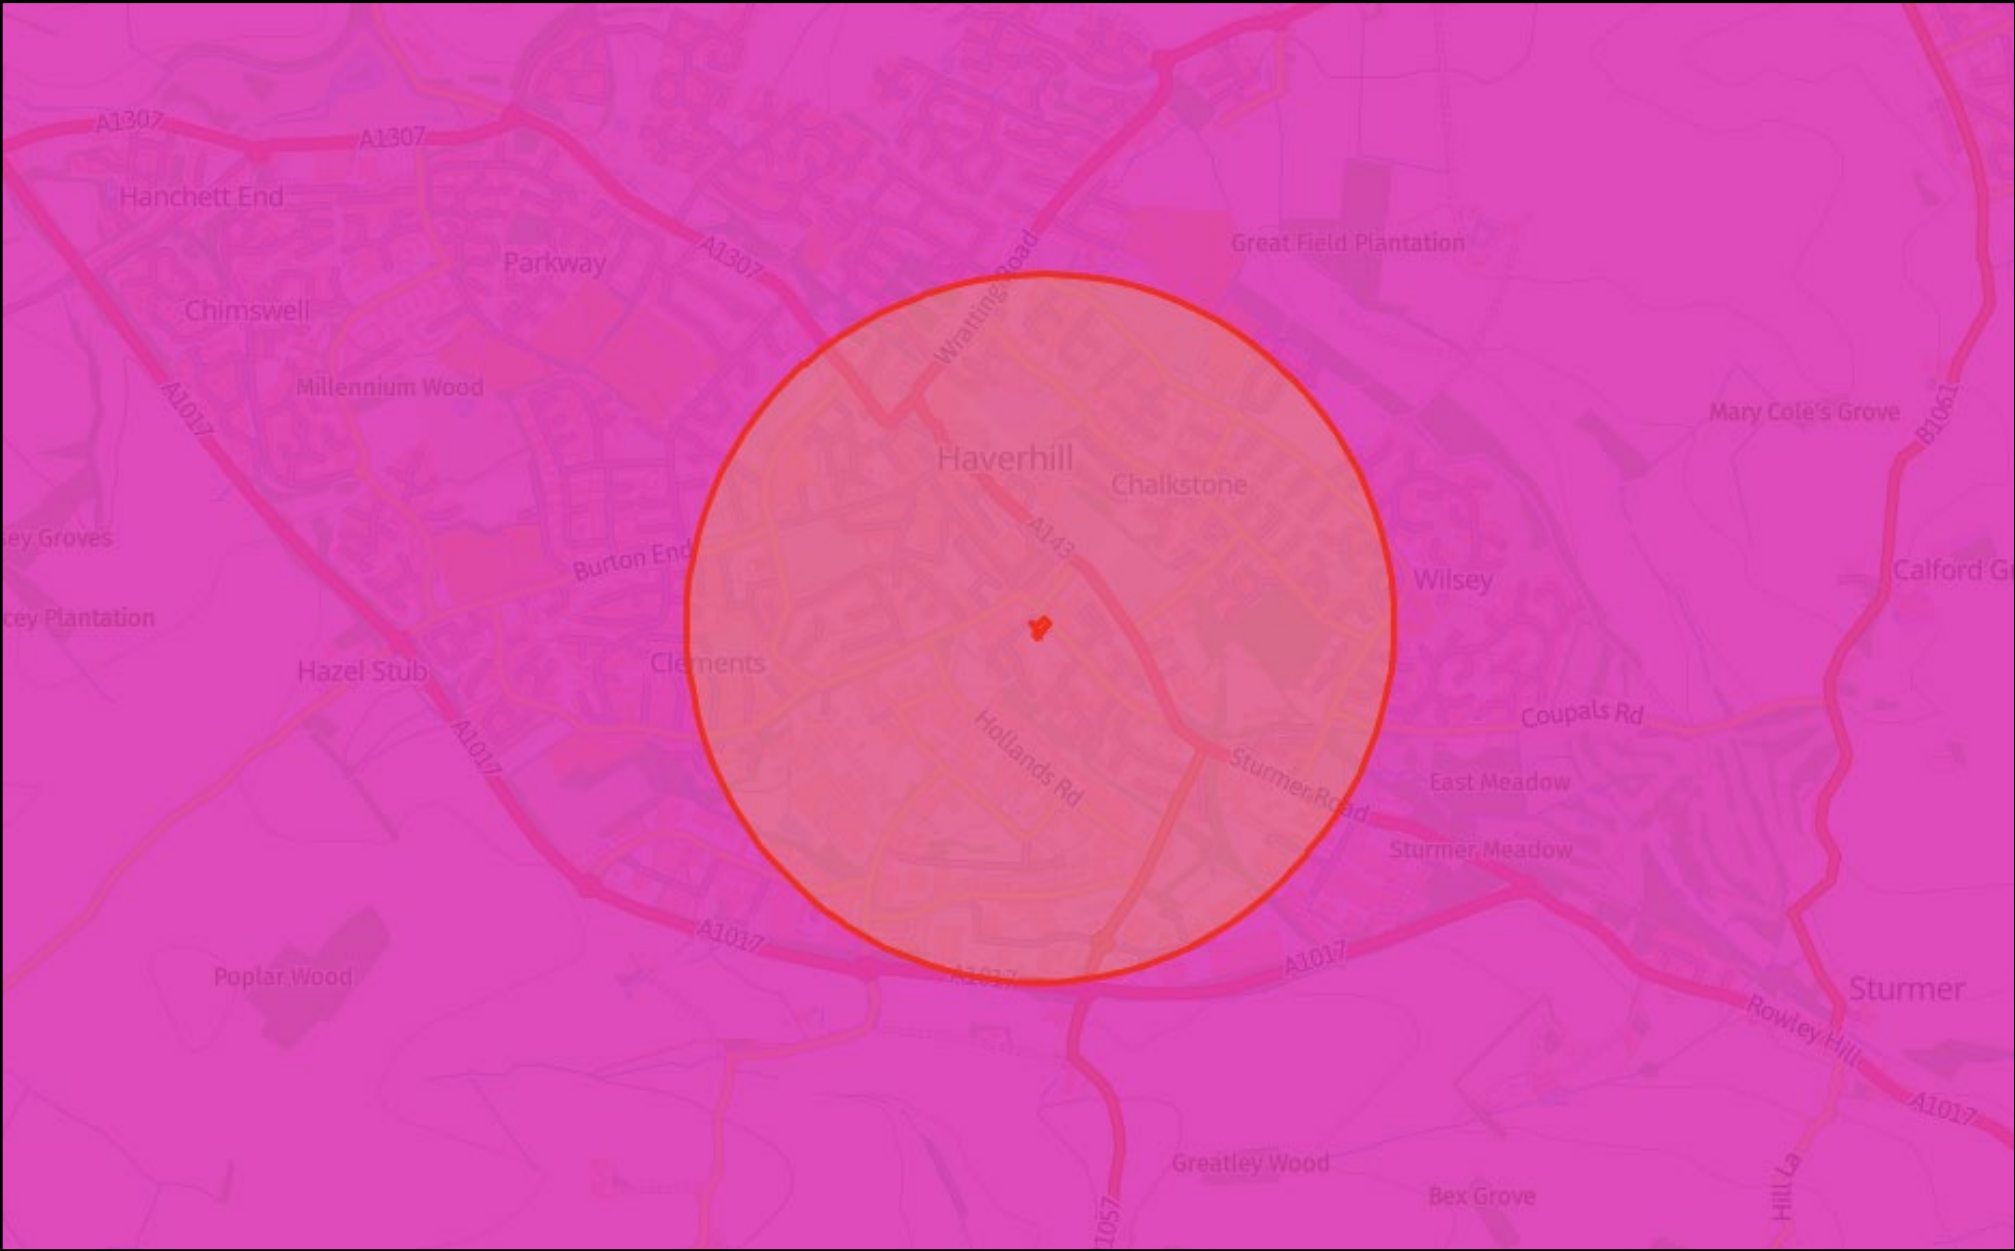 A1307
A1307
Hanchett End
Parkway
A1307
Wratting Road
Great Field Plantation
Chimswell
Millennium Wood
A1017
Mary Cole's Grove
B1061
Haverhill
Chalkstone
sey Groves
Burton End
A143
Wilsey
Calford Gr
cey Plantation
Hazel Stub
Clements
A1017
Hollands Rd
Coupals Rd
Sturmer Road
East Meadow
Sturmer Meadow
A1017
Poplar Wood
A1017
A1017
Sturmer
Rowley Hill
A1017
Greatley Wood
Bex Grove
Hill La
1057